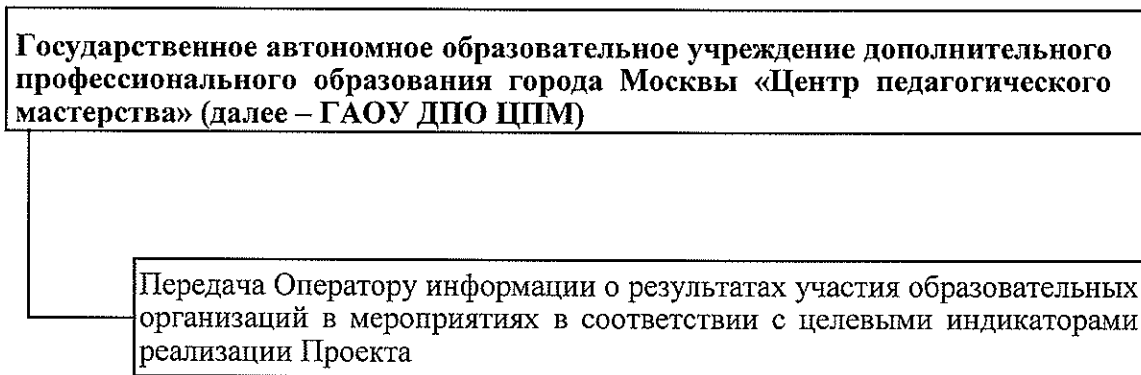 Государственное автономное образовательное учреждение дополнительного
профессионального образования города Москвы «Центр педагогического
мастерства» (далее – ГАОУ ДПО ЦПМ)
Передача Оператору информации о результатах участия образовательных
организаций в мероприятиях в соответствии с целевыми индикаторами
реализации Проекта